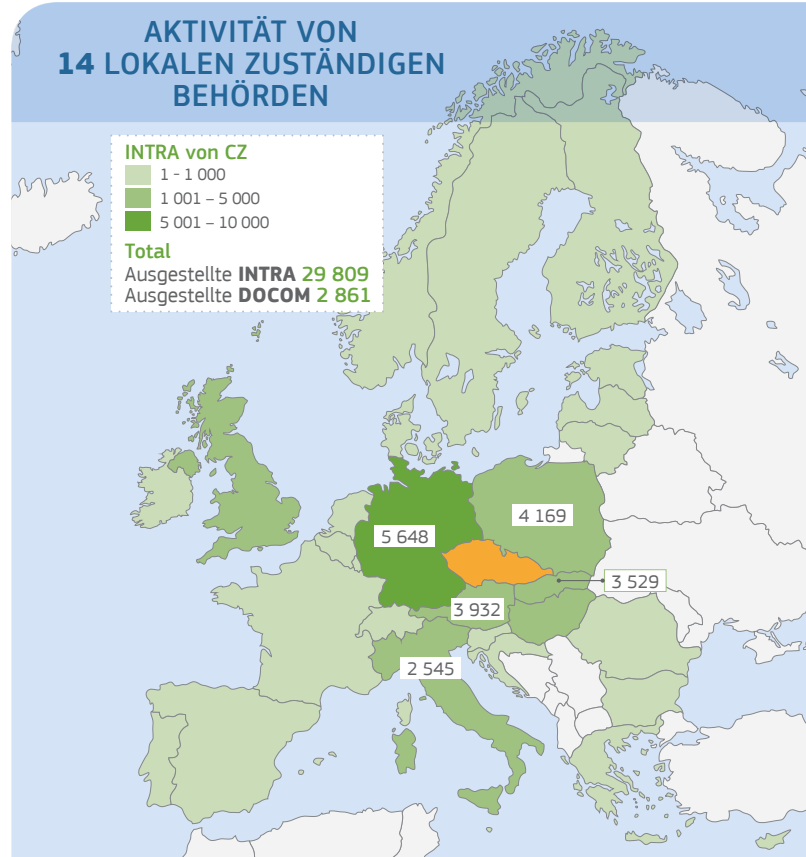 AKTIVITÄT VON
14 LOKALEN ZUSTÄNDIGEN
BEHÖRDEN
INTRA von CZ
1 - 1 000
1 001 – 5 000
5 001 – 10 000
Total
Ausgestellte INTRA 29 809
Ausgestellte DOCOM 2 861
4 169
5 648
3 529
3 932
2 545